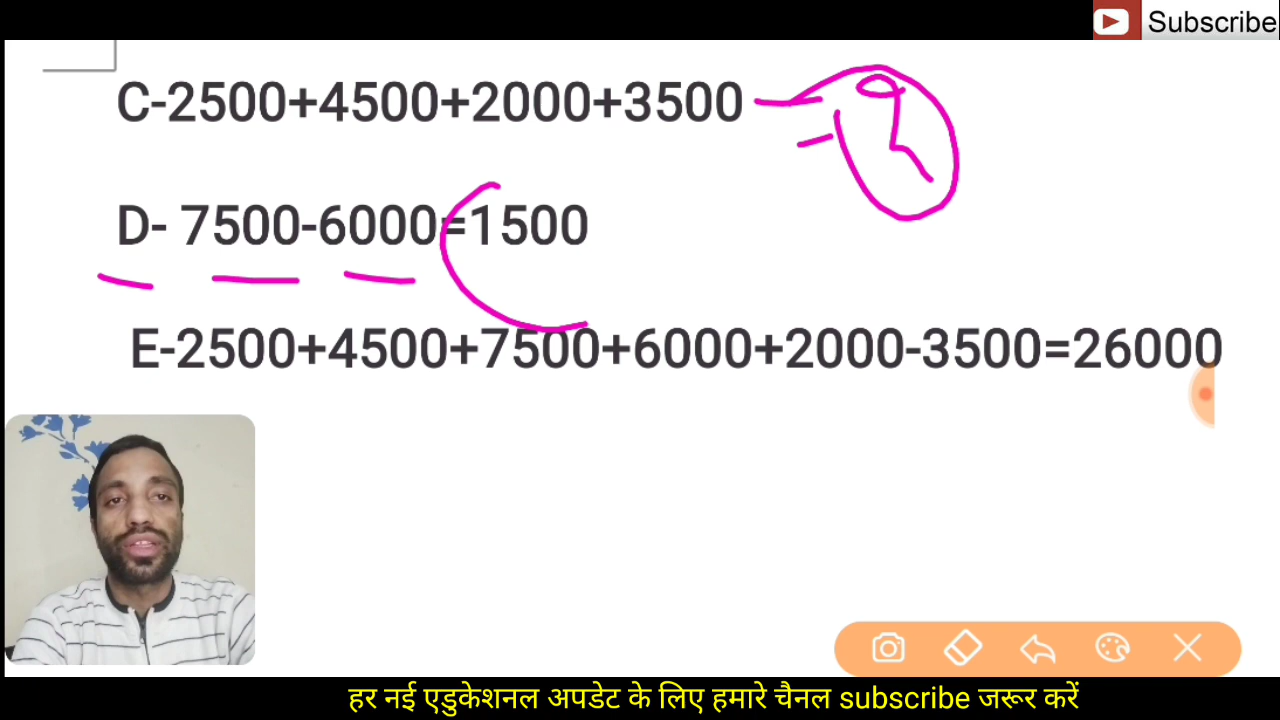 Subscribe
C-2500+4500+2000+3500
D- 7500-6000=1500
E-2500+4500+7500+6000+2000-3500=26000
हर नई एडुकेशनल अपडेट के लिए हमारे चैनल subscribe जरूर करें